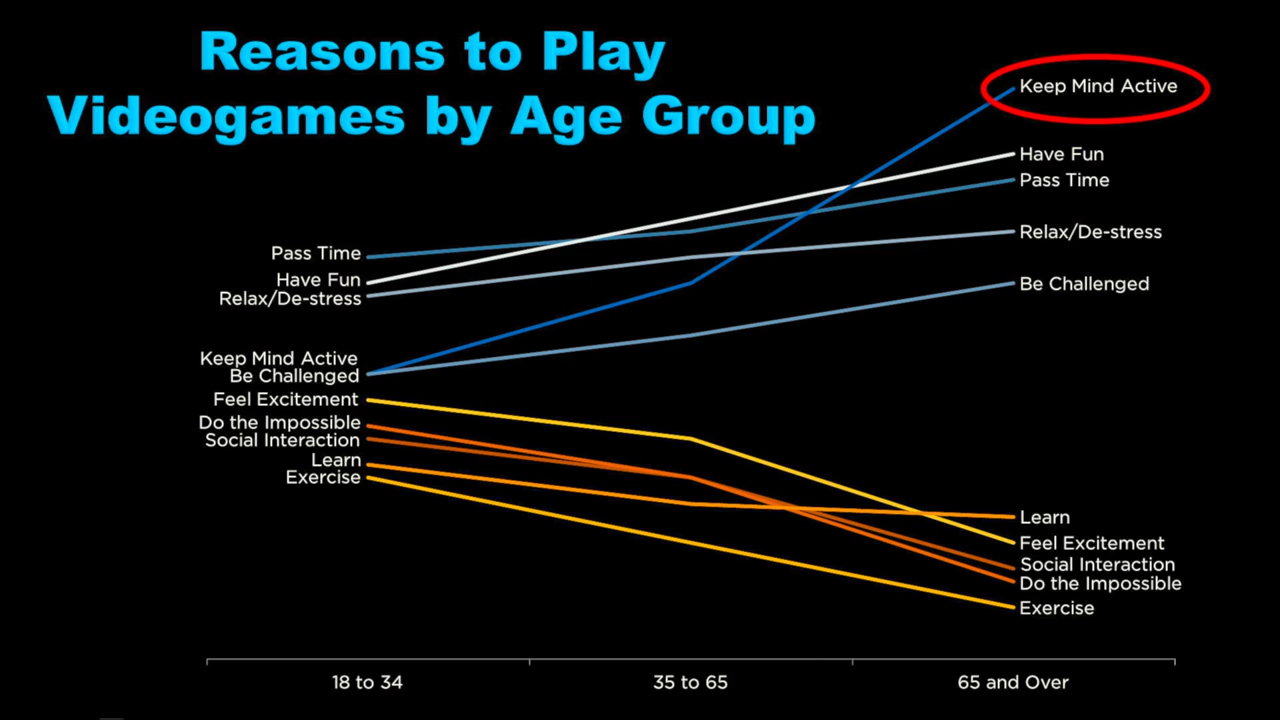 Reasons to Play
Videogames by Age Group
Keep Mind Active
Have Fun
Pass Time
Relax/De-stress
Be Challenged
Pass Time
Have Fun
Relax/De-stress
Keep Mind Active
Be Challenged
Feel Excitement
Do the Impossible
Social Interaction
Learn
Exercise
Learn
Feel Excitement
Social Interaction
Do the Impossible
Exercise
18 to 34
35 to 65
65 and Over